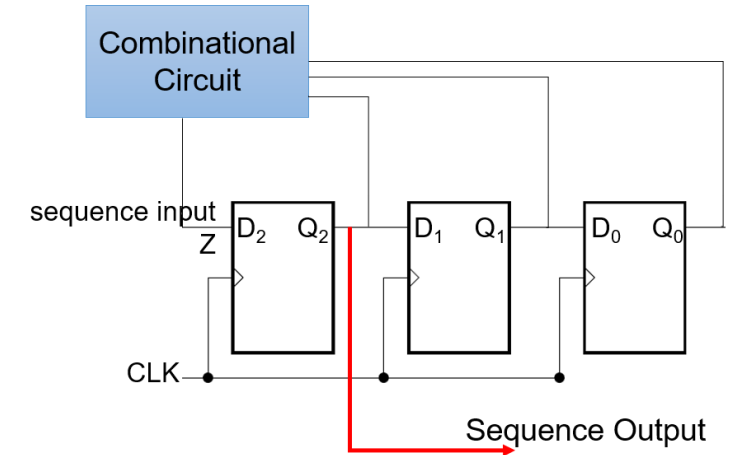 Combinational
Circuit
sequence input
Z
D₂ Q₂ D₁ Q₁ D₀ Q₀
CLK
Sequence Output